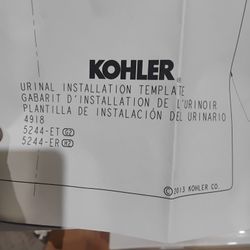 KOHLER®
URINAL INSTALLATION TEMPLATE
GABARIT D'INSTALLATION DE L'URINOIR
PLANTILLA DE INSTALACIÓN DEL URINARIO
4918
5244-ET
5244-ER
©2013 KOHLER CO.